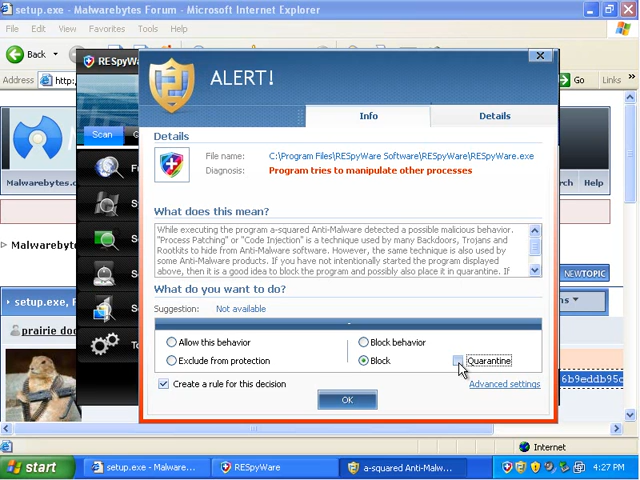 setup.exe - Malwarebytes Forum - Microsoft Internet Explorer
File Edit View Favorites Tools Help
Back
Address http:
Go Links »
RESpyWar
ALERT!
Info Details
Scan
Details
File name: C:\Program Files\RESpyWare Software\RESpyWare\RESpyWare.exe
Diagnosis: Program tries to manipulate other processes
Malwarebytes.
rch Help
What does this mean?
While executing the program a-squared Anti-Malware detected a possible malicious behavior.
"Process Patching" or "Code Injection" is a technique used by many Backdoors, Trojans and
Rootkits to hide from Anti-Malware software. However, the same technique is also used by
some Anti-Malware products. If you have not intentionally started the program displayed
above, then it is a good idea to block the program and possibly also place it in quarantine. If
Malwareby
NEWTOPIC
What do you want to do?
Suggestion: Not available
setup.exe, F
ns
-
prairie do
Allow this behavior Block behavior
Exclude from protection Block Quarantine
6b9eddb95c
Create a rule for this decision Advanced settings
OK
Internet
start setup.exe - Malware... RESpyWare a-squared Anti-Malw... 4:27 PM